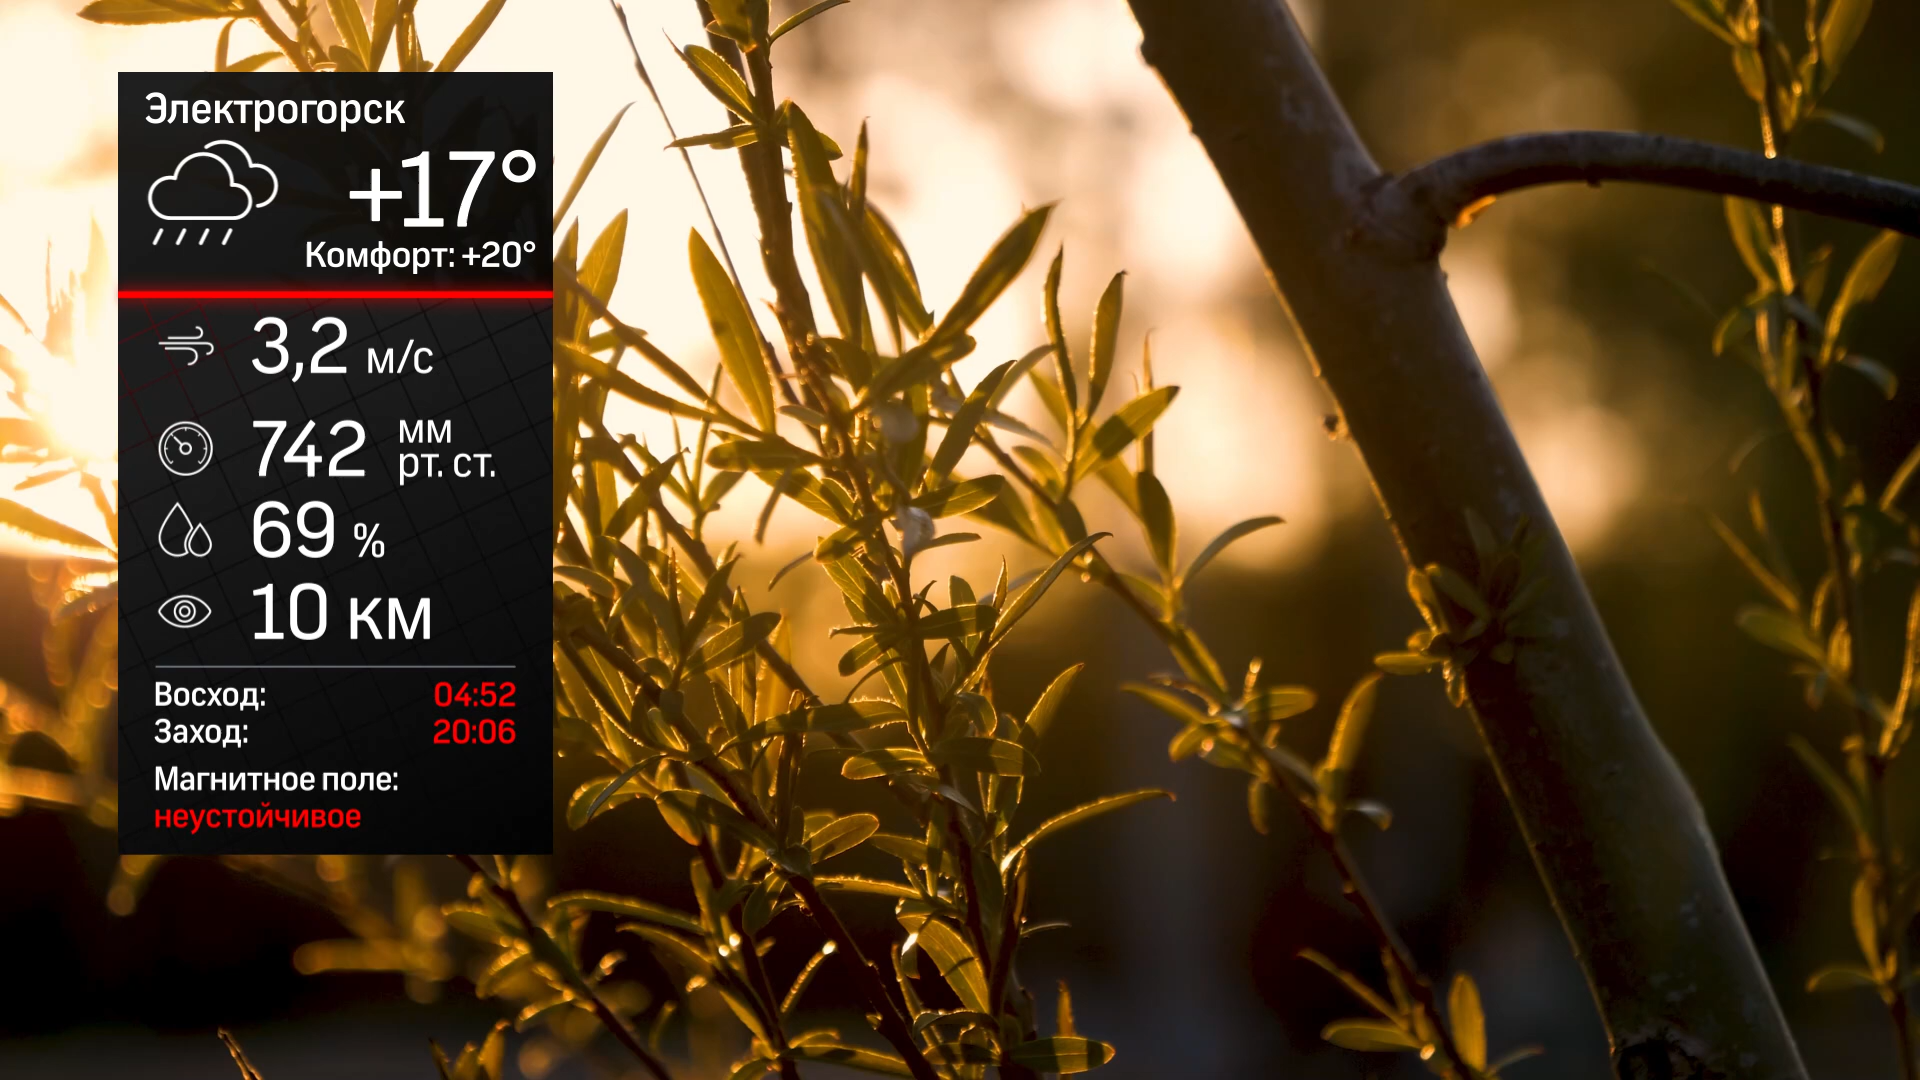 Электрогорск
+17°
Комфорт: +20°
3,2 м/с
742 мм рт. ст.
69 %
10 км
Восход: 04:52
Заход: 20:06
Магнитное поле:
неустойчивое